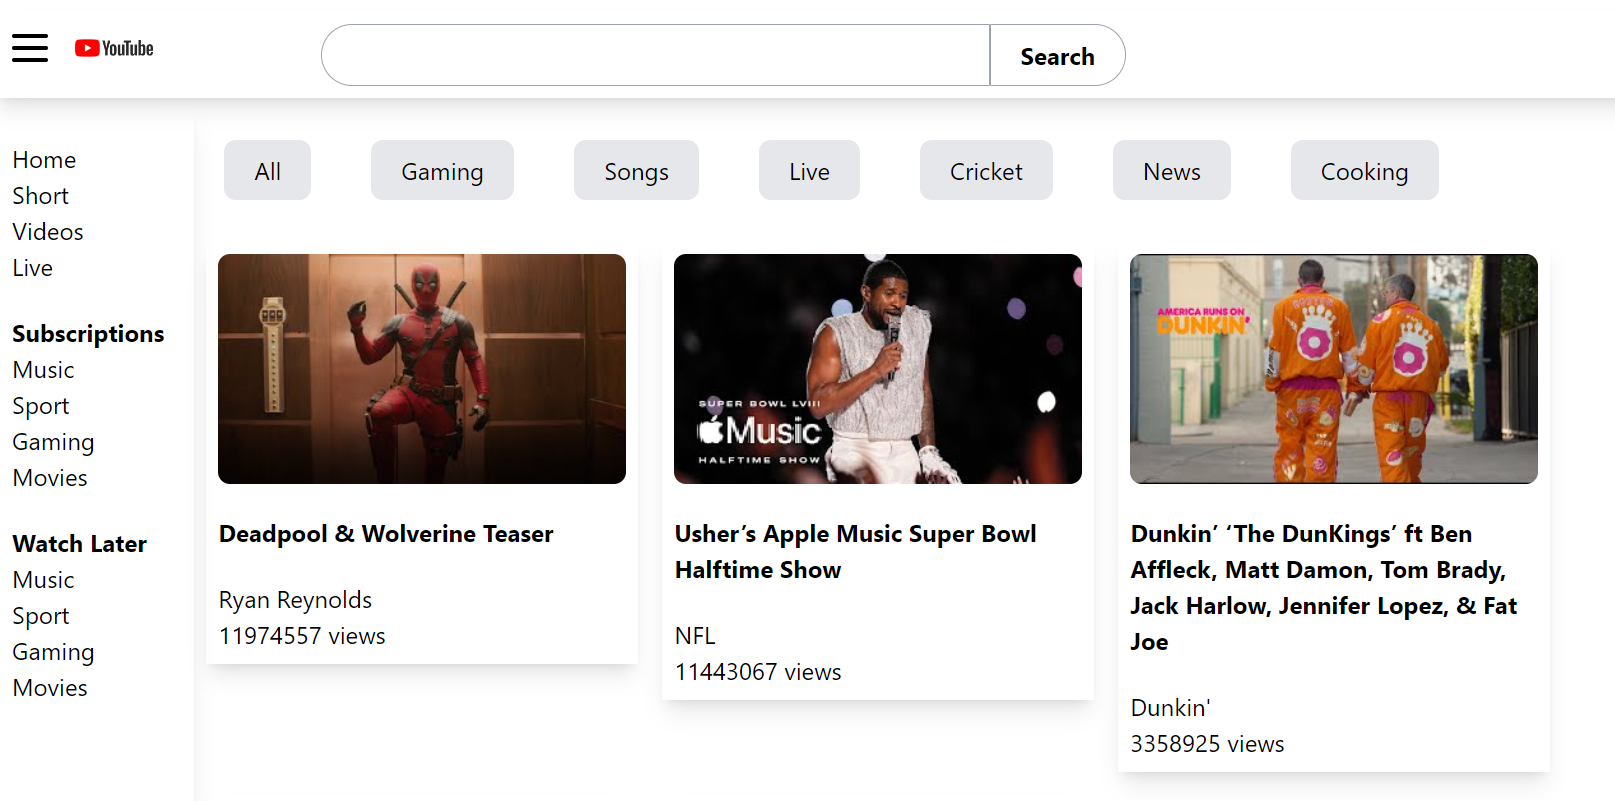 YouTube
Search
Home
Short
Videos
Live
Subscriptions
Music
Sport
Gaming
Movies
Watch Later
Music
Sport
Gaming
Movies
All
Gaming
Songs
Live
Cricket
News
Cooking
Deadpool & Wolverine Teaser
Ryan Reynolds
11974557 views
SUPER BOWL LVIII
Music
HALFTIME SHOW
Usher’s Apple Music Super Bowl
Halftime Show
NFL
11443067 views
AMERICA RUNS ON
DUNKIN'
Dunkin’ ‘The DunKings’ ft Ben
Affleck, Matt Damon, Tom Brady,
Jack Harlow, Jennifer Lopez, & Fat
Joe
Dunkin'
3358925 views